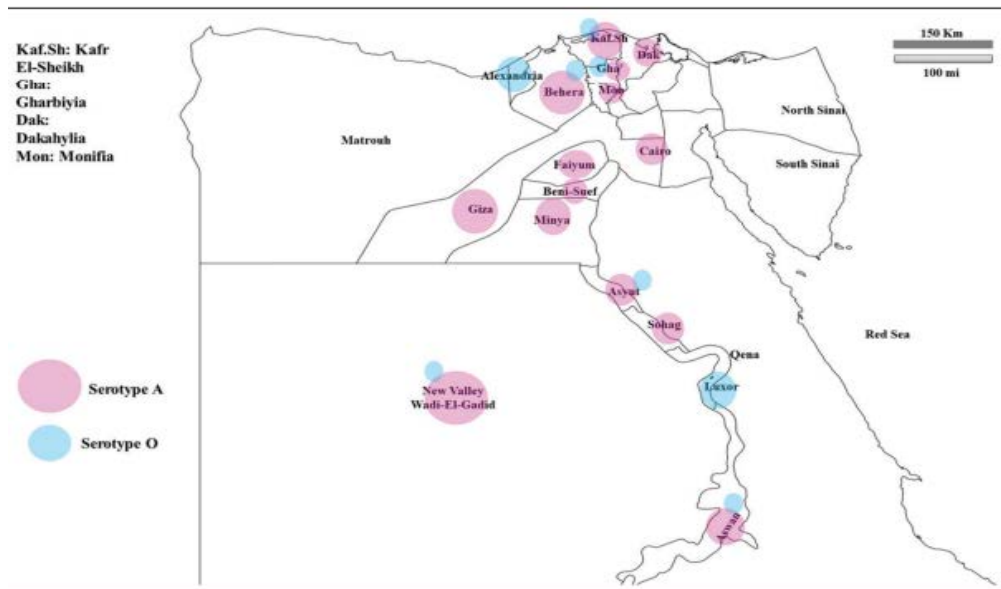 Kaf.Sh: Kafr
El-Sheikh
Gha:
Gharbiyia
Dak:
Dakahylia
Mon: Monifia
150 Km
100 mi
Kaf.Sh
Dak
Gha
Alexandria
Behera
Mon
North Sinai
Matrouh
Cairo
South Sinai
Faiyum
Beni-Suef
Giza
Minya
Asyut
Sohag
Red Sea
Qena
Serotype A
New Valley
Wadi-El-Gadid
Luxor
Serotype O
Aswan